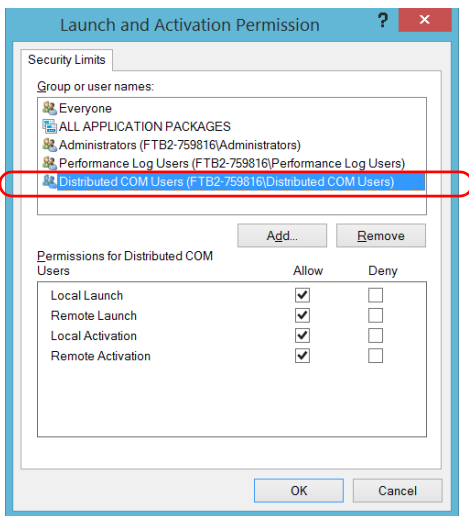 Launch and Activation Permission
?
×
Security Limits
Group or user names:
Everyone
ALL APPLICATION PACKAGES
Administrators (FTB2-759816\Administrators)
Performance Log Users (FTB2-759816\Performance Log Users)
Distributed COM Users (FTB2-759816\Distributed COM Users)
Add... Remove
Permissions for Distributed COM
Users Allow Deny
Local Launch
Remote Launch
Local Activation
Remote Activation
OK Cancel